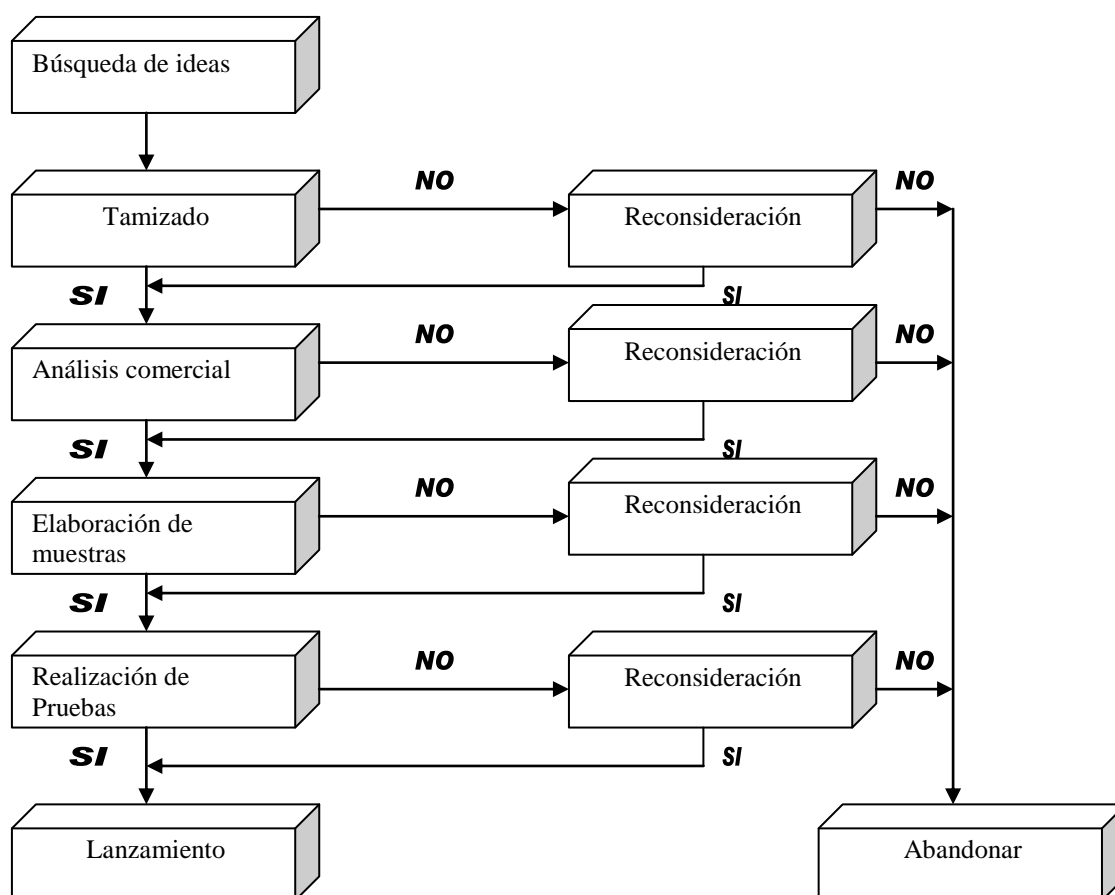 Búsqueda de ideas
NO
NO
Tamizado
Reconsideración
SI
SI
NO
NO
Análisis comercial
Reconsideración
SI
SI
NO
NO
Elaboración de
muestras
Reconsideración
SI
SI
NO
NO
Realización de
Pruebas
Reconsideración
SI
SI
Lanzamiento
Abandonar